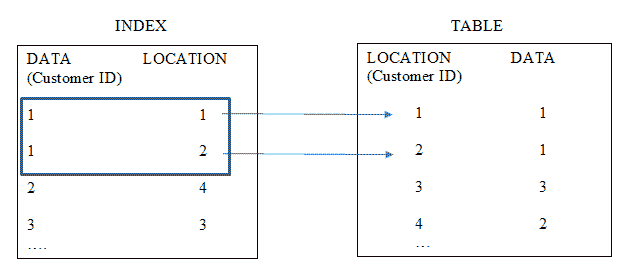 INDEX TABLE
DATA LOCATION
(Customer ID)
1 1
1 2
2 4
3 3
....
LOCATION DATA
(Customer ID)
1 1
2 1
3 3
4 2
...